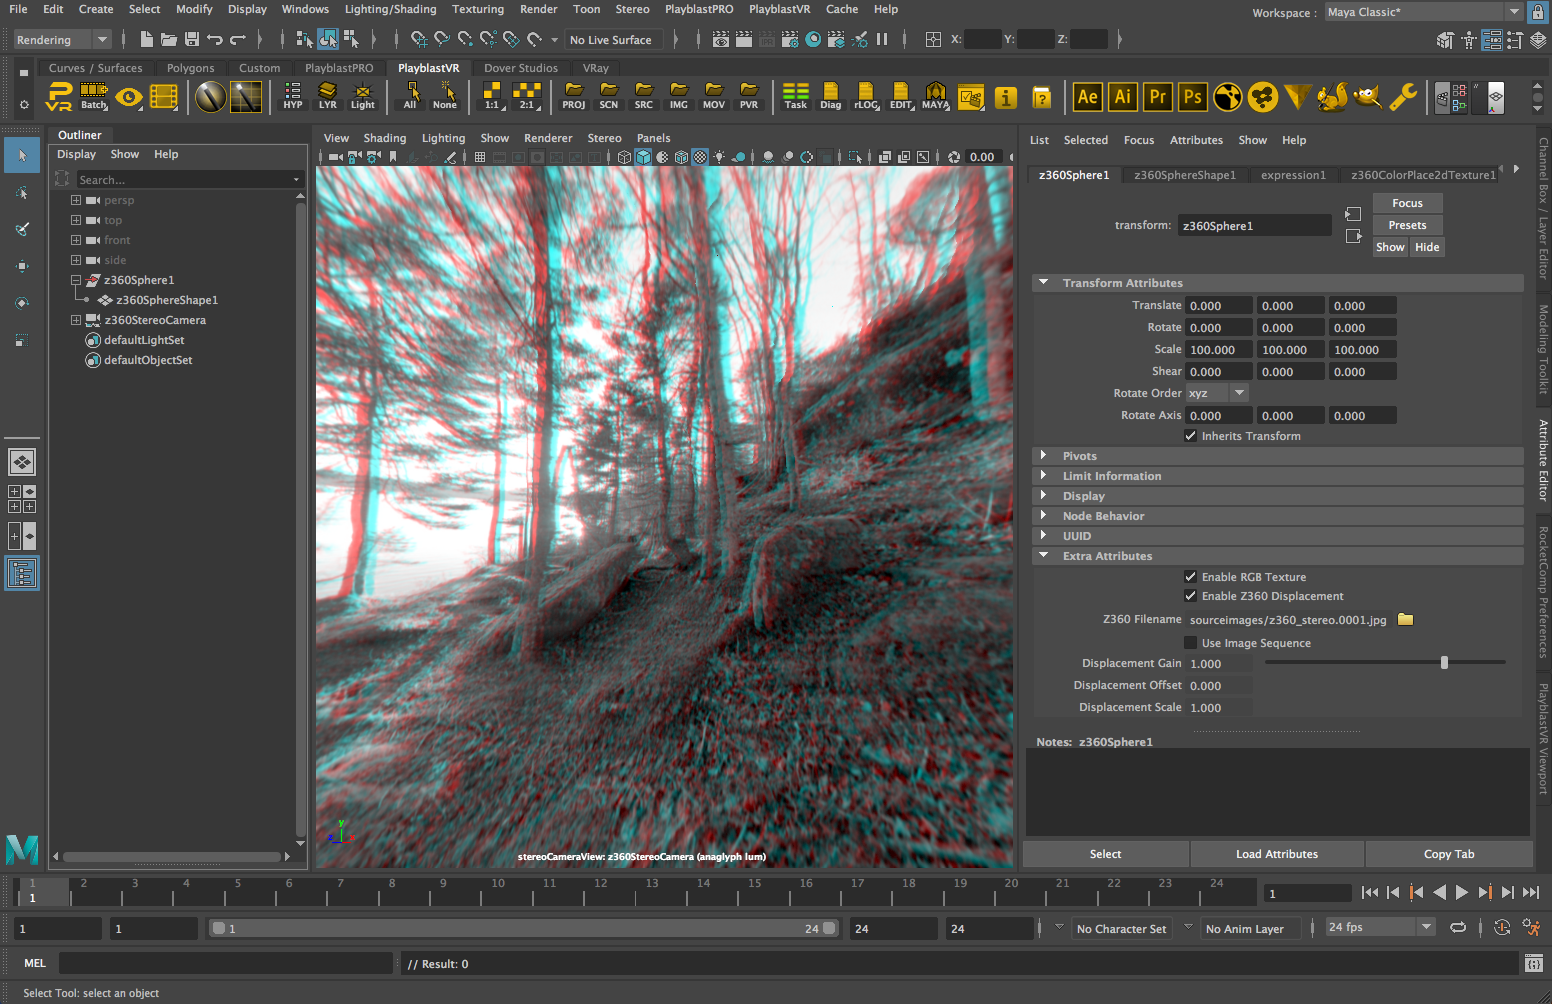 File Edit Create Select Modify Display Windows Lighting/Shading Texturing Render Toon Stereo PlayblastPRO PlayblastVR Cache Help
Workspace : Maya Classic*
Rendering
No Live Surface
X: Y: Z:
Curves / Surfaces Polygons Custom PlayblastPRO PlayblastVR Dover Studios VRay
VR Batch HYP LYR Light All None 1:1 2:1 PROJ SCN SRC IMG MOV PVR Task Diag rLOG EDIT MAYA Ae Ai Pr Ps
Outliner
Display Show Help
Search...
persp
top
front
side
z360Sphere1
z360SphereShape1
z360StereoCamera
defaultLightSet
defaultObjectSet
View Shading Lighting Show Renderer Stereo Panels
0.00
y
z
stereoCameraView: z360StereoCamera (anaglyph lum)
List Selected Focus Attributes Show Help
z360Sphere1 z360SphereShape1 expression1 z360ColorPlace2dTexture1
transform: z360Sphere1
Focus
Presets
Show Hide
Transform Attributes
Translate 0.000 0.000 0.000
Rotate 0.000 0.000 0.000
Scale 100.000 100.000 100.000
Shear 0.000 0.000 0.000
Rotate Order xyz
Rotate Axis 0.000 0.000 0.000
Inherits Transform
Pivots
Limit Information
Display
Node Behavior
UUID
Extra Attributes
Enable RGB Texture
Enable Z360 Displacement
Z360 Filename sourceimages/z360_stereo.0001.jpg
Use Image Sequence
Displacement Gain 1.000
Displacement Offset 0.000
Displacement Scale 1.000
Notes: z360Sphere1
Select Load Attributes Copy Tab
Channel Box / Layer Editor
Modeling Toolkit
Attribute Editor
RocketComp Preferences
PlayblastVR Viewport
1 2 3 4 5 6 7 8 9 10 11 12 13 14 15 16 17 18 19 20 21 22 23 24
1
1
1 1 1 24 24 24 No Character Set No Anim Layer 24 fps
MEL // Result: 0
Select Tool: select an object